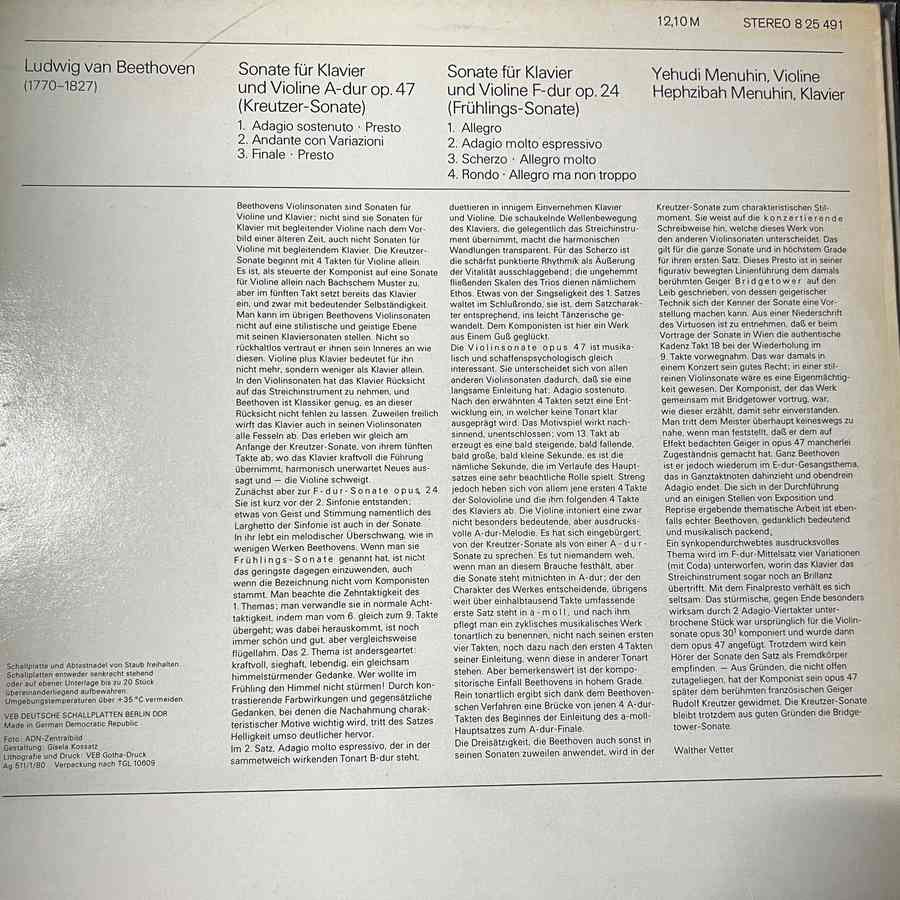 12,10 M
STEREO 8 25 491
Ludwig van Beethoven
(1770–1827)
Sonate für Klavier
und Violine A-dur op. 47
(Kreutzer-Sonate)
1. Adagio sostenuto · Presto
2. Andante con Variazioni
3. Finale · Presto
Sonate für Klavier
und Violine F-dur op. 24
(Frühlings-Sonate)
1. Allegro
2. Adagio molto espressivo
3. Scherzo · Allegro molto
4. Rondo · Allegro ma non troppo
Yehudi Menuhin, Violine
Hephzibah Menuhin, Klavier
Beethovens Violinsonaten sind Sonaten für
Violine und Klavier; nicht sind sie Sonaten für
Klavier mit begleitender Violine nach dem Vor-
bild einer älteren Zeit, auch nicht Sonaten für
Violine mit begleitendem Klavier. Die Kreutzer-
Sonate beginnt mit 4 Takten für Violine allein.
Es ist, als steuerte der Komponist auf eine Sonate
für Violine allein nach Bachschem Muster zu,
aber im fünften Takt setzt bereits das Klavier
ein, und zwar mit bedeutender Selbständigkeit.
Man kann im übrigen Beethovens Violinsonaten
nicht auf eine stilistische und geistige Ebene
mit seinen Klaviersonaten stellen. Nicht so
rückhaltlos vertraut er ihnen sein Inneres an wie
diesen. Violine plus Klavier bedeutet für ihn
nicht mehr, sondern weniger als Klavier allein.
In den Violinsonaten hat das Klavier Rücksicht
auf das Streichinstrument zu nehmen, und
Beethoven ist Klassiker genug, es an dieser
Rücksicht nicht fehlen zu lassen. Zuweilen freilich
wirft das Klavier auch in seinen Violinsonaten
alle Fesseln ab. Das erleben wir gleich am
Anfange der Kreutzer-Sonate, von ihrem fünften
Takte ab, wo das Klavier kraftvoll die Führung
übernimmt, harmonisch unerwartet Neues aus-
sagt und — die Violine schweigt.
Zunächst aber zur F-dur-Sonate opus 24.
Sie ist kurz vor der 2. Sinfonie entstanden;
etwas von Geist und Stimmung namentlich des
Larghetto der Sinfonie ist auch in der Sonate.
In ihr lebt ein melodischer Überschwang, wie in
wenigen Werken Beethovens. Wenn man sie
Frühlings-Sonate genannt hat, ist nicht
das geringste dagegen einzuwenden, auch
wenn die Bezeichnung nicht vom Komponisten
stammt. Man beachte die Zehntaktigkeit des
1. Themas; man verwandle sie in normale Acht-
taktigkeit, indem man vom 6. gleich zum 9. Takte
übergeht; was dabei herauskommt, ist noch
immer schön und gut, aber vergleichsweise
flügellahm. Das 2. Thema ist andersgeartet:
kraftvoll, sieghaft, lebendig, ein gleichsam
himmelstürmender Gedanke. Wer wollte im
Frühling den Himmel nicht stürmen! Durch kon-
trastierende Farbwirkungen und gegensätzliche
Gedanken, bei denen die Nachahmung charak-
teristischer Motive wichtig wird, tritt des Satzes
Helligkeit umso deutlicher hervor.
Im 2. Satz, Adagio molto espressivo, der in der
sammetweich wirkenden Tonart B-dur steht,
duettieren in innigem Einvernehmen Klavier
und Violine. Die schaukelnde Wellenbewegung
des Klaviers, die gelegentlich das Streichinstru-
ment übernimmt, macht die harmonischen
Wandlungen transparent. Für das Scherzo ist
die schärfst punktierte Rhythmik als Äußerung
der Vitalität ausschlaggebend; die ungehemmt
fließenden Skalen des Trios dienen nämlichem
Ethos. Etwas von der Singseligkeit des 1. Satzes
waltet im Schlußrondo, sie ist, dem Satzcharak-
ter entsprechend, ins leicht Tänzerische ge-
wandelt. Dem Komponisten ist hier ein Werk
aus Einem Guß geglückt.
Die Violinsonate opus 47 ist musika-
lisch und schaffenspsychologisch gleich
interessant. Sie unterscheidet sich von allen
anderen Violinsonaten dadurch, daß sie eine
langsame Einleitung hat: Adagio sostenuto.
Nach den erwähnten 4 Takten setzt eine Ent-
wicklung ein, in welcher keine Tonart klar
ausgeprägt wird. Das Motivspiel wirkt nach-
sinnend, unentschlossen; vom 13. Takt ab
erzeugt es eine bald steigende, bald fallende,
bald große, bald kleine Sekunde, es ist die
nämliche Sekunde, die im Verlaufe des Haupt-
satzes eine sehr beachtliche Rolle spielt. Streng
jedoch heben sich von allem jene ersten 4 Takte
der Solovioline und die ihm folgenden 4 Takte
des Klaviers ab. Die Violine intoniert eine zwar
nicht besonders bedeutende, aber ausdrucks-
volle A-dur-Melodie. Es hat sich eingebürgert,
von der Kreutzer-Sonate als von einer A-dur-
Sonate zu sprechen. Es tut niemandem weh,
wenn man an diesem Brauche festhält, aber
die Sonate steht mitnichten in A-dur; der den
Charakter des Werkes entscheidende, übrigens
weit über einhalbtausend Takte umfassende
erste Satz steht in a-moll, und nach ihm
pflegt man ein zyklisches musikalisches Werk
tonartlich zu benennen, nicht nach seinen ersten
vier Takten, noch dazu nach den ersten 4 Takten
seiner Einleitung, wenn diese in anderer Tonart
stehen. Aber bemerkenswert ist der kompo-
sitorische Einfall Beethovens in hohem Grade.
Rein tonartlich ergibt sich dank dem Beethoven-
schen Verfahren eine Brücke von jenen 4 A-dur-
Takten des Beginnes der Einleitung des a-moll-
Hauptsatzes zum A-dur-Finale.
Die Dreisätzigkeit, die Beethoven auch sonst in
seinen Sonaten zuweilen anwendet, wird in der
Kreutzer-Sonate zum charakteristischen Stil-
moment. Sie weist auf die konzertierende
Schreibweise hin, welche dieses Werk von
den anderen Violinsonaten unterscheidet. Das
gilt für die ganze Sonate und in höchstem Grade
für ihren ersten Satz. Dieses Presto ist in seiner
figurativ bewegten Linienführung dem damals
berühmten Geiger Bridgetower auf den
Leib geschrieben, von dessen geigerischer
Technik sich der Kenner der Sonate eine Vor-
stellung machen kann. Aus einer Niederschrift
des Virtuosen ist zu entnehmen, daß er beim
Vortrage der Sonate in Wien die authentische
Kadenz Takt 18 bei der Wiederholung im
9. Takte vorwegnahm. Das war damals in
einem Konzert sein gutes Recht; in einer stil-
reinen Violinsonate wäre es eine Eigenmächtig-
keit gewesen. Der Komponist, der das Werk
gemeinsam mit Bridgetower vortrug, war,
wie dieser erzählt, damit sehr einverstanden.
Man tritt dem Meister überhaupt keineswegs zu
nahe, wenn man feststellt, daß er dem auf
Effekt bedachten Geiger in opus 47 mancherlei
Zugeständnis gemacht hat. Ganz Beethoven
ist er jedoch wiederum im E-dur-Gesangsthema,
das in Ganztaktnoten dahinzieht und obendrein
Adagio endet. Die sich in der Durchführung
und an einigen Stellen von Exposition und
Reprise ergebende thematische Arbeit ist eben-
falls echter Beethoven, gedanklich bedeutend
und musikalisch packend.
Ein synkopendurchwebtes ausdrucksvolles
Thema wird im F-dur-Mittelsatz vier Variationen
(mit Coda) unterworfen, worin das Klavier das
Streichinstrument sogar noch an Brillanz
übertrifft. Mit dem Finalpresto verhält es sich
seltsam. Das stürmische, gegen Ende besonders
wirksam durch 2 Adagio-Viertakter unter-
brochene Stück war ursprünglich für die Violin-
sonate opus 30¹ komponiert und wurde dann
dem opus 47 angefügt. Trotzdem wird kein
Hörer der Sonate den Satz als Fremdkörper
empfinden. — Aus Gründen, die nicht offen
zutageliegen, hat der Komponist sein opus 47
später dem berühmten französischen Geiger
Rudolf Kreutzer gewidmet. Die Kreutzer-Sonate
bleibt trotzdem aus guten Gründen die Bridge-
tower-Sonate.
Walther Vetter
Schallplatte und Abtastnadel von Staub freihalten.
Schallplatten entweder senkrecht stehend
oder auf ebener Unterlage bis zu 20 Stück
übereinanderliegend aufbewahren.
Umgebungstemperaturen über +35 °C vermeiden.
VEB DEUTSCHE SCHALLPLATTEN BERLIN DDR
Made in German Democratic Republic
Foto: ADN-Zentralbild
Gestaltung: Gisela Kossatz
Lithografie und Druck: VEB Gotha-Druck
Ag 511/1/80 Verpackung nach TGL 10609